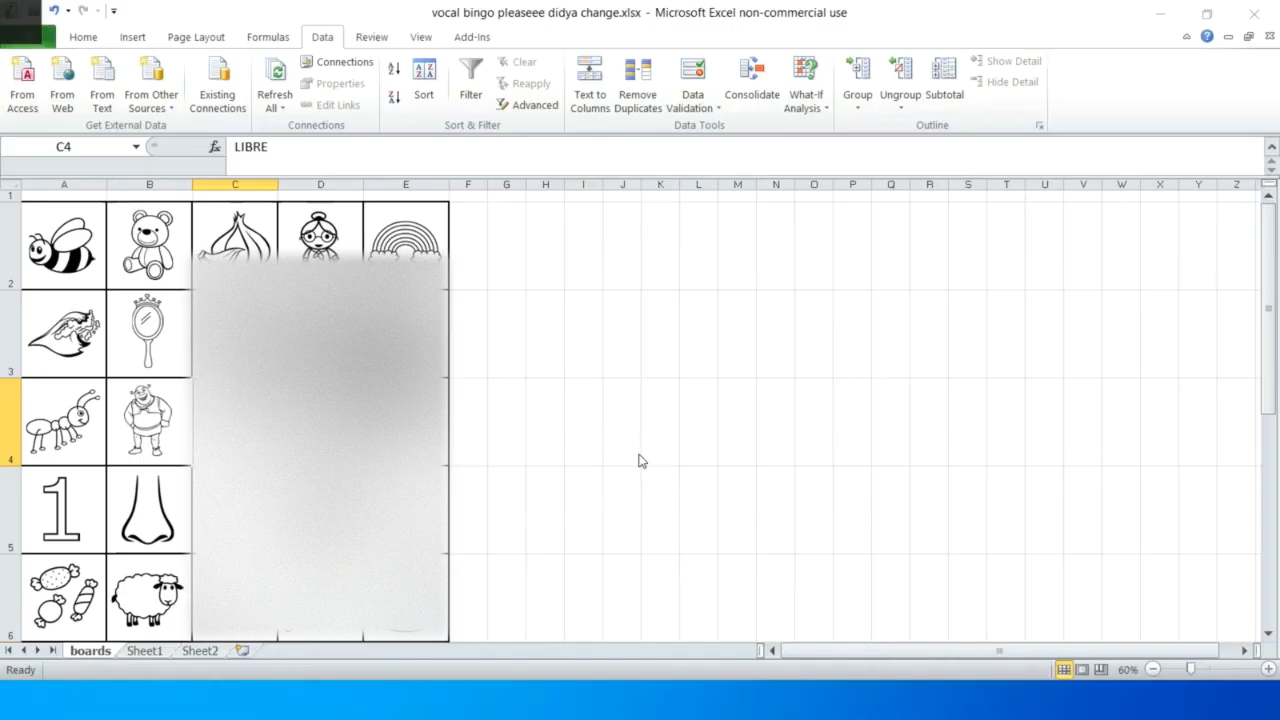 vocal bingo pleaseee didya change.xlsx - Microsoft Excel non-commercial use
Home Insert Page Layout Formulas Data Review View Add-Ins
From Access
From Web
From Text
From Other Sources
Existing Connections
Get External Data
Refresh All
Connections
Properties
Edit Links
Connections
Sort
Filter
Clear
Reapply
Advanced
Sort & Filter
Text to Columns
Remove Duplicates
Data Validation
Consolidate
What-If Analysis
Data Tools
Group
Ungroup
Subtotal
Show Detail
Hide Detail
Outline
C4 fx LIBRE
A B C D E F G H I J K L M N O P Q R S T U V W X Y Z
1
2
3
4
1
5
6
boards Sheet1 Sheet2
Ready 60%